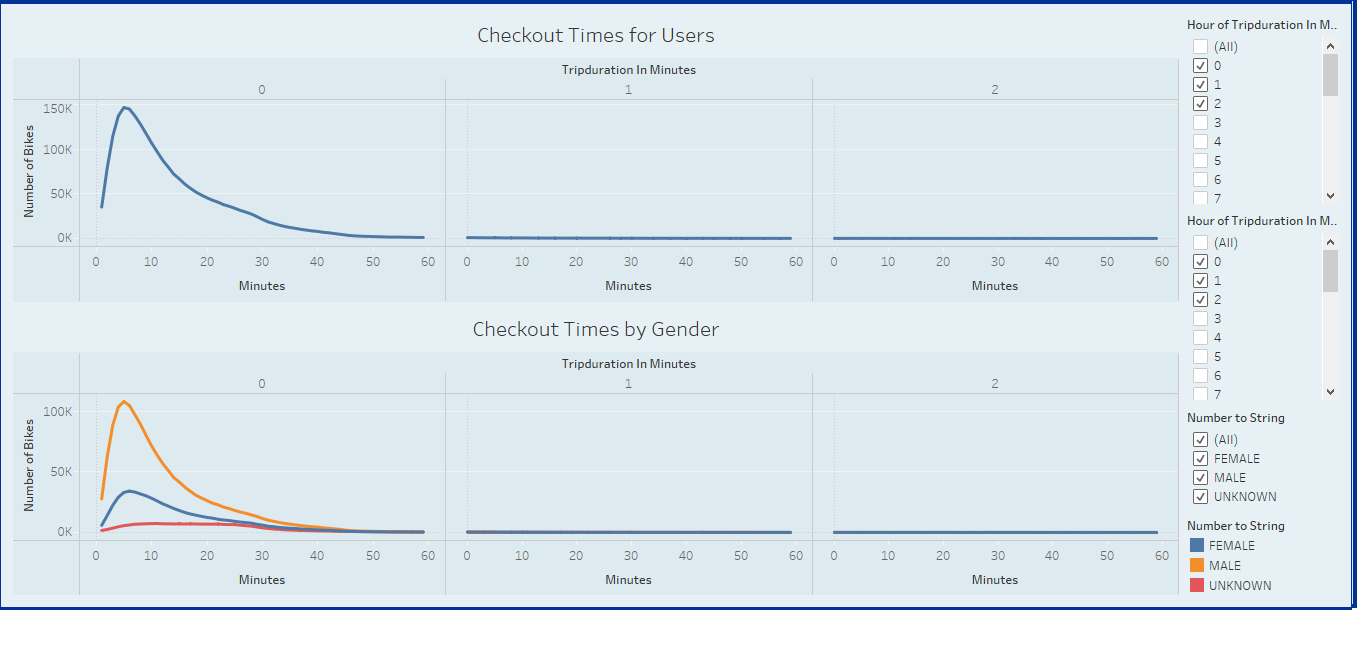 Checkout Times for Users
Tripduration In Minutes
0 1 2
Number of Bikes
150K
100K
50K
0K
0 10 20 30 40 50 60 0 10 20 30 40 50 60 0 10 20 30 40 50 60
Minutes Minutes Minutes
Checkout Times by Gender
Tripduration In Minutes
0 1 2
Number of Bikes
100K
50K
0K
0 10 20 30 40 50 60 0 10 20 30 40 50 60 0 10 20 30 40 50 60
Minutes Minutes Minutes
Hour of Tripduration In M..
(All)
0
1
2
3
4
5
6
7
Hour of Tripduration In M..
(All)
0
1
2
3
4
5
6
7
Number to String
(All)
FEMALE
MALE
UNKNOWN
Number to String
FEMALE
MALE
UNKNOWN